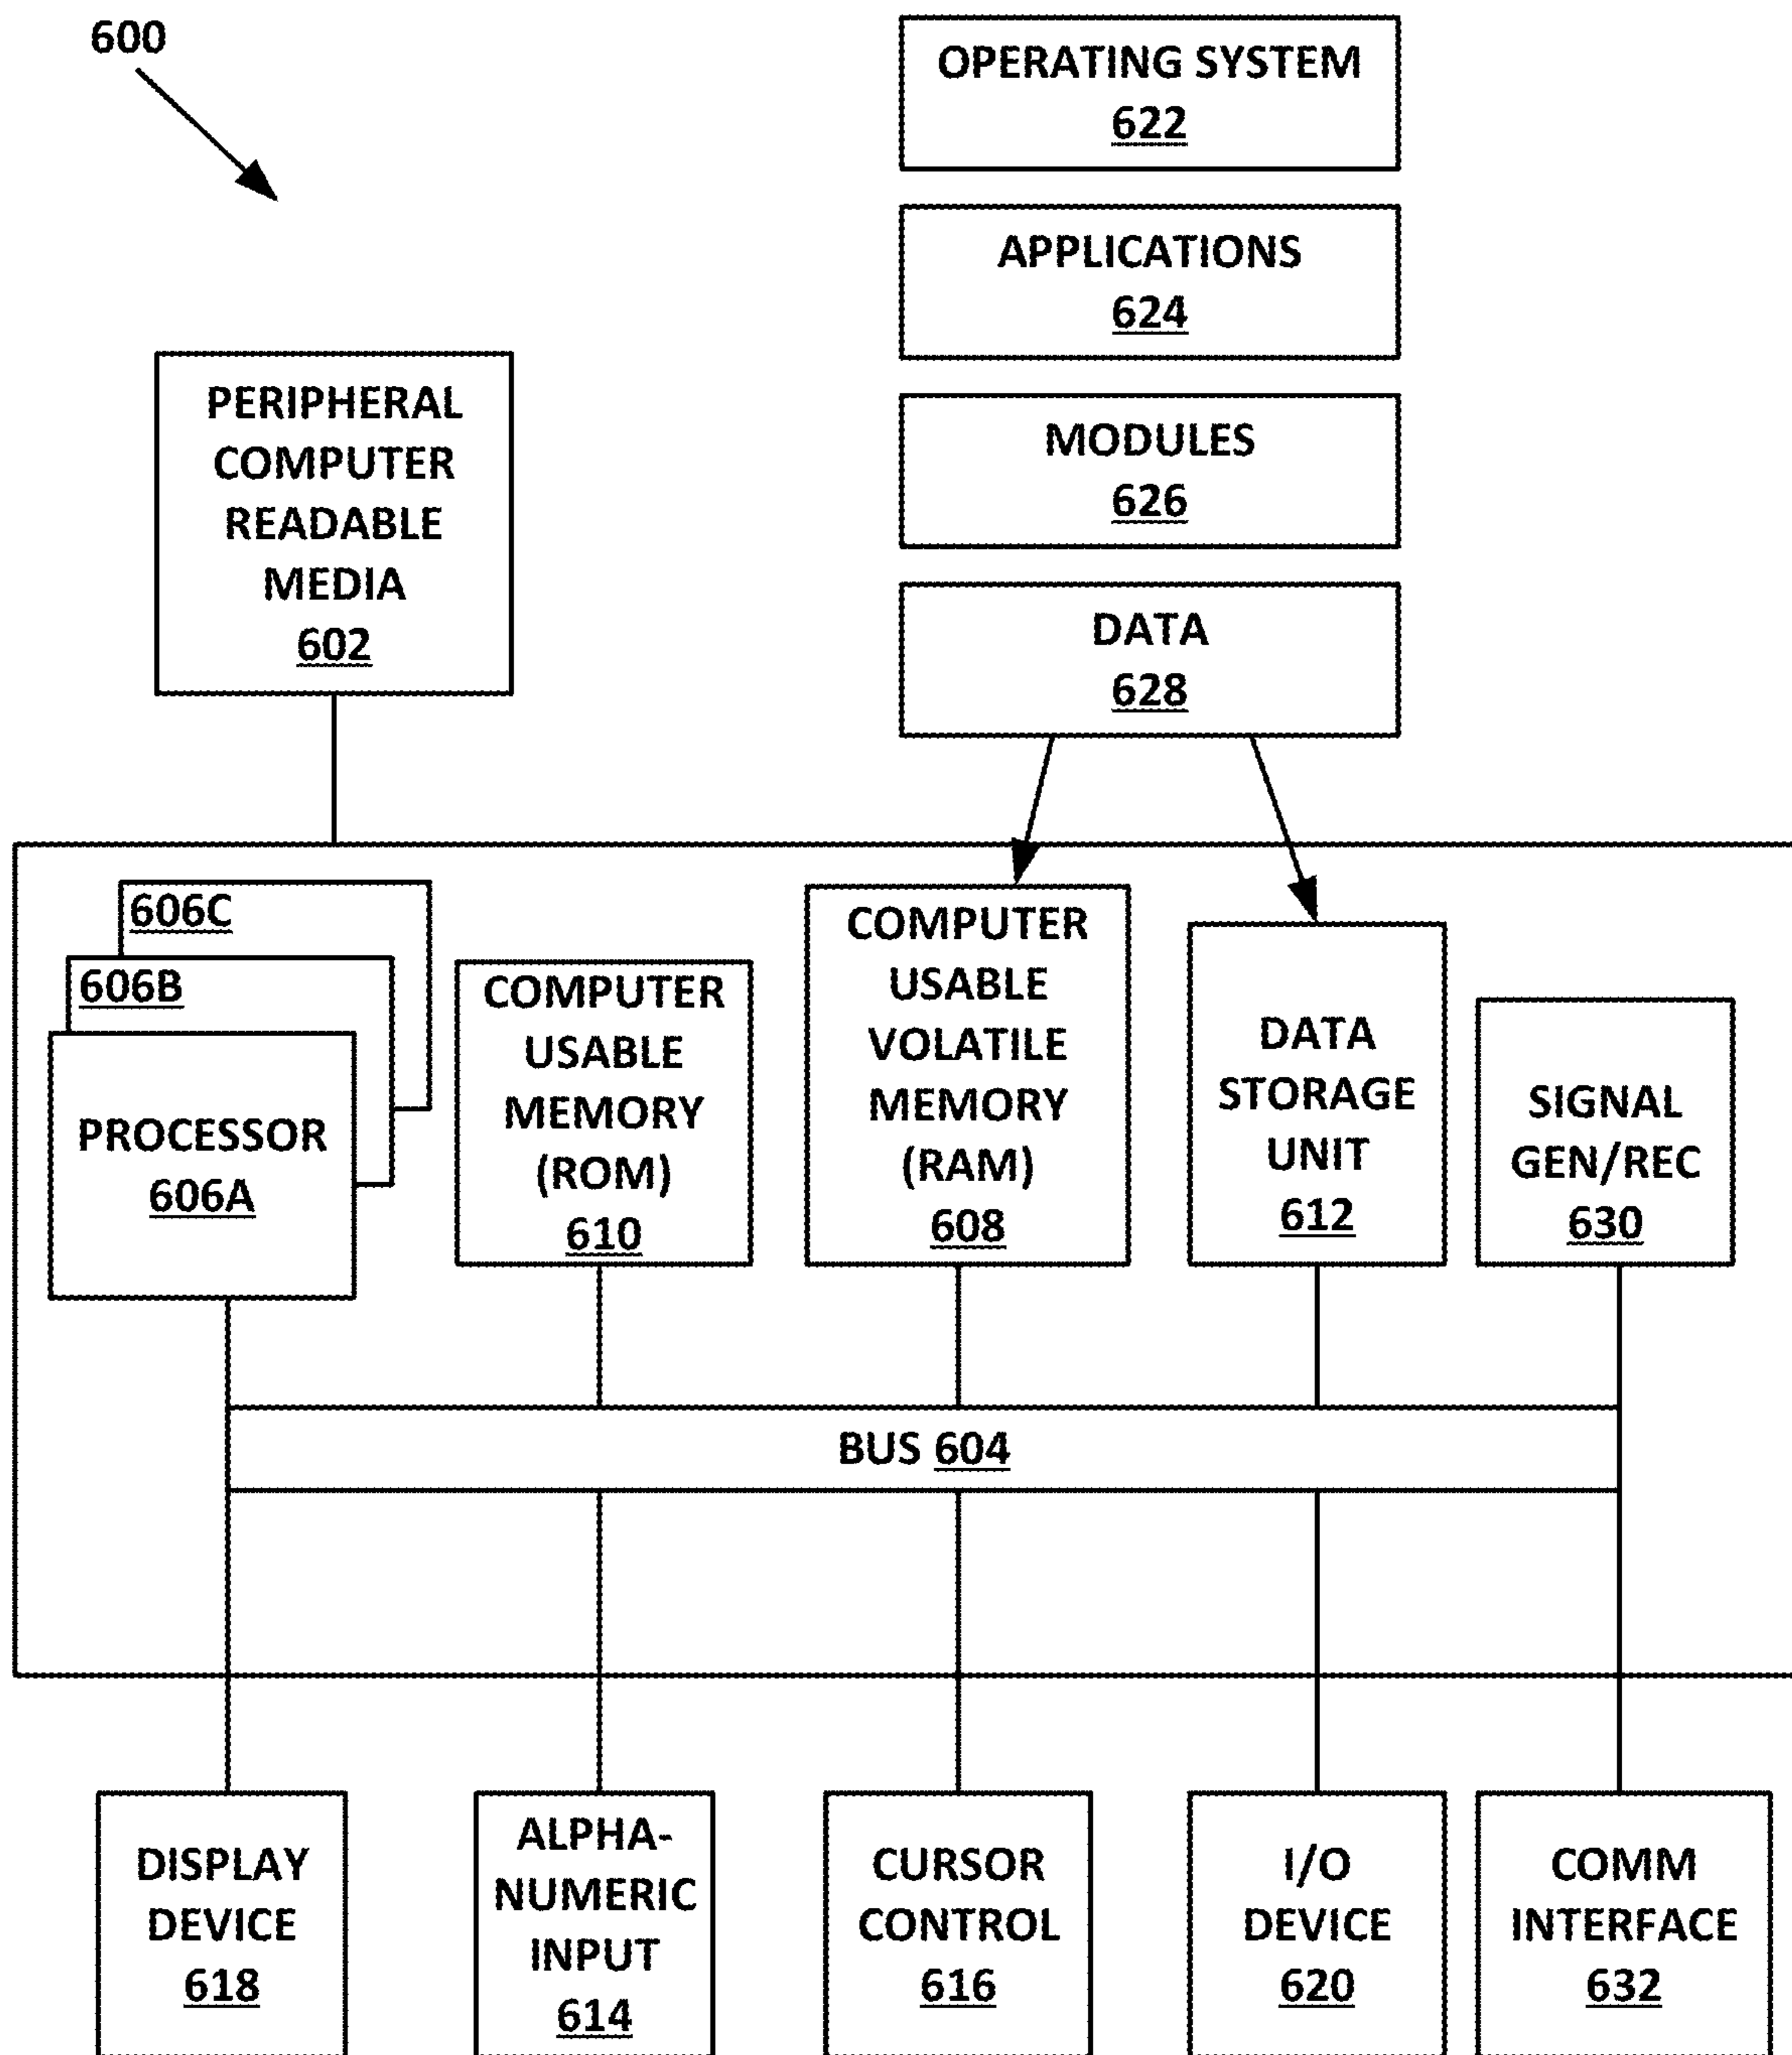 600
OPERATING SYSTEM
622
APPLICATIONS
624
MODULES
626
DATA
628
PERIPHERAL
COMPUTER
READABLE
MEDIA
602
606C
606B
PROCESSOR
606A
COMPUTER
USABLE
MEMORY
(ROM)
610
COMPUTER
USABLE
VOLATILE
MEMORY
(RAM)
608
DATA
STORAGE
UNIT
612
SIGNAL
GEN/REC
630
BUS 604
DISPLAY
DEVICE
618
ALPHA-
NUMERIC
INPUT
614
CURSOR
CONTROL
616
I/O
DEVICE
620
COMM
INTERFACE
632